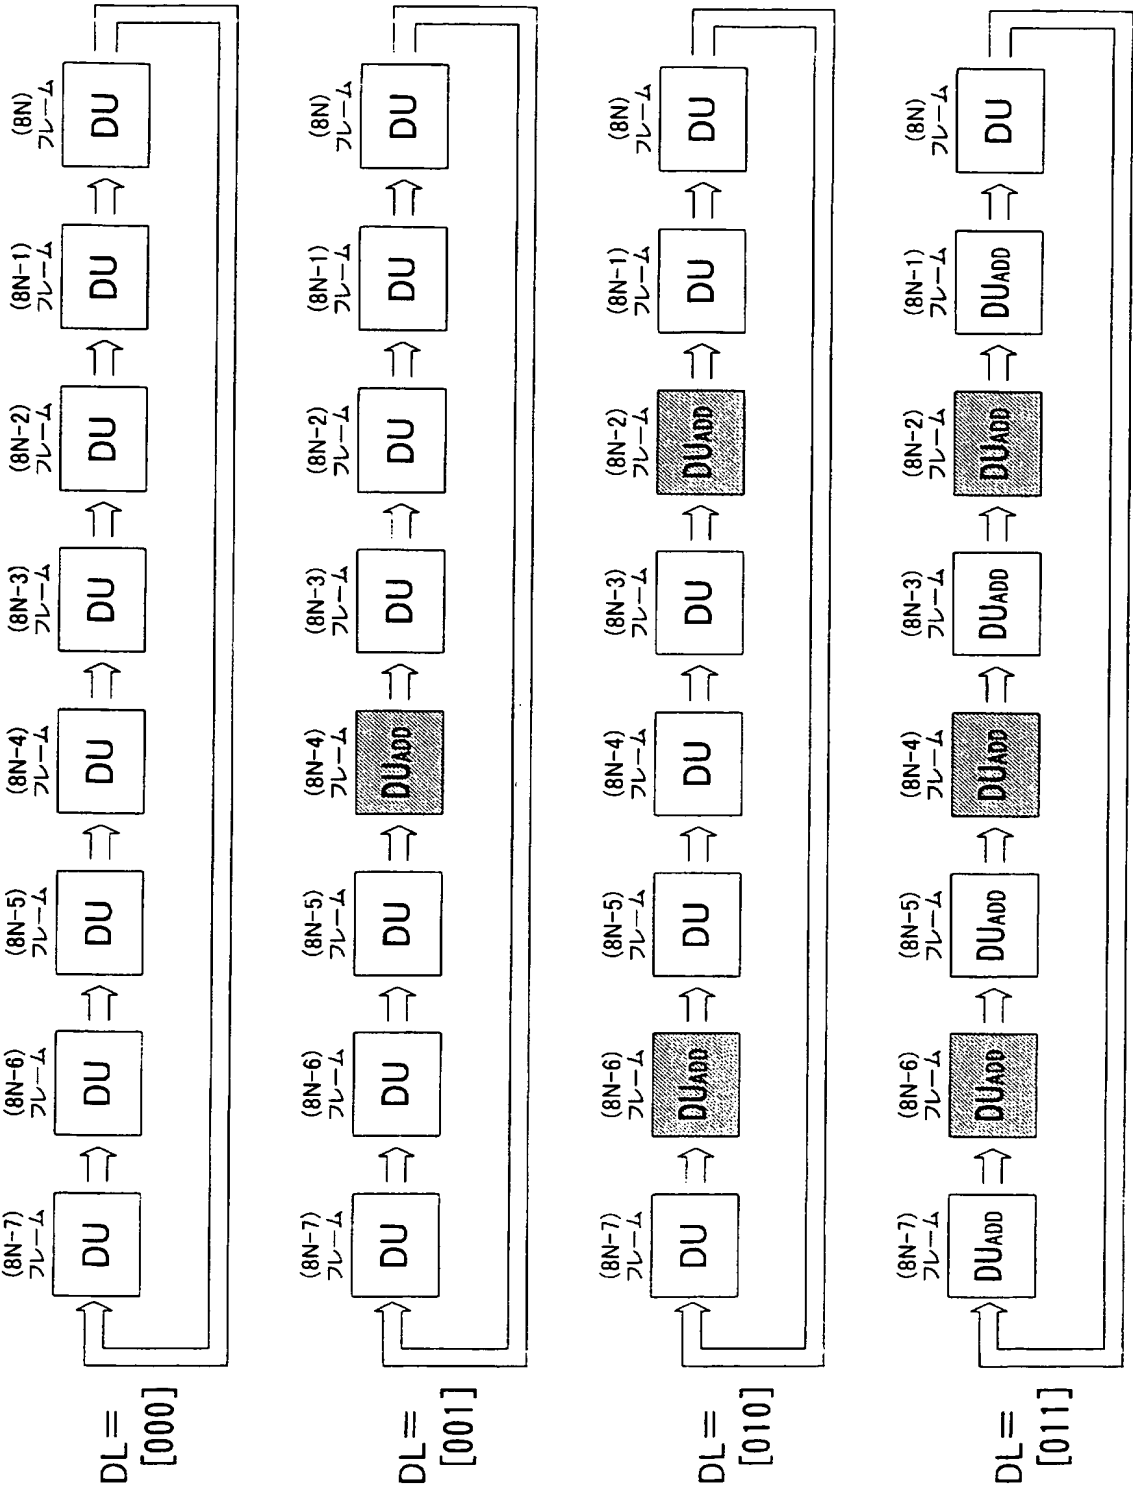 DL=
[000]
(8N-7)
フレーム
DU
(8N-6)
フレーム
DU
(8N-5)
フレーム
DU
(8N-4)
フレーム
DU
(8N-3)
フレーム
DU
(8N-2)
フレーム
DU
(8N-1)
フレーム
DU
(8N)
フレーム
DU
DL=
[001]
(8N-7)
フレーム
DU
(8N-6)
フレーム
DU
(8N-5)
フレーム
DU
(8N-4)
フレーム
DUADD
(8N-3)
フレーム
DU
(8N-2)
フレーム
DU
(8N-1)
フレーム
DU
(8N)
フレーム
DU
DL=
[010]
(8N-7)
フレーム
DU
(8N-6)
フレーム
DUADD
(8N-5)
フレーム
DU
(8N-4)
フレーム
DU
(8N-3)
フレーム
DU
(8N-2)
フレーム
DUADD
(8N-1)
フレーム
DU
(8N)
フレーム
DU
DL=
[011]
(8N-7)
フレーム
DUADD
(8N-6)
フレーム
DUADD
(8N-5)
フレーム
DUADD
(8N-4)
フレーム
DUADD
(8N-3)
フレーム
DUADD
(8N-2)
フレーム
DUADD
(8N-1)
フレーム
DUADD
(8N)
フレーム
DU